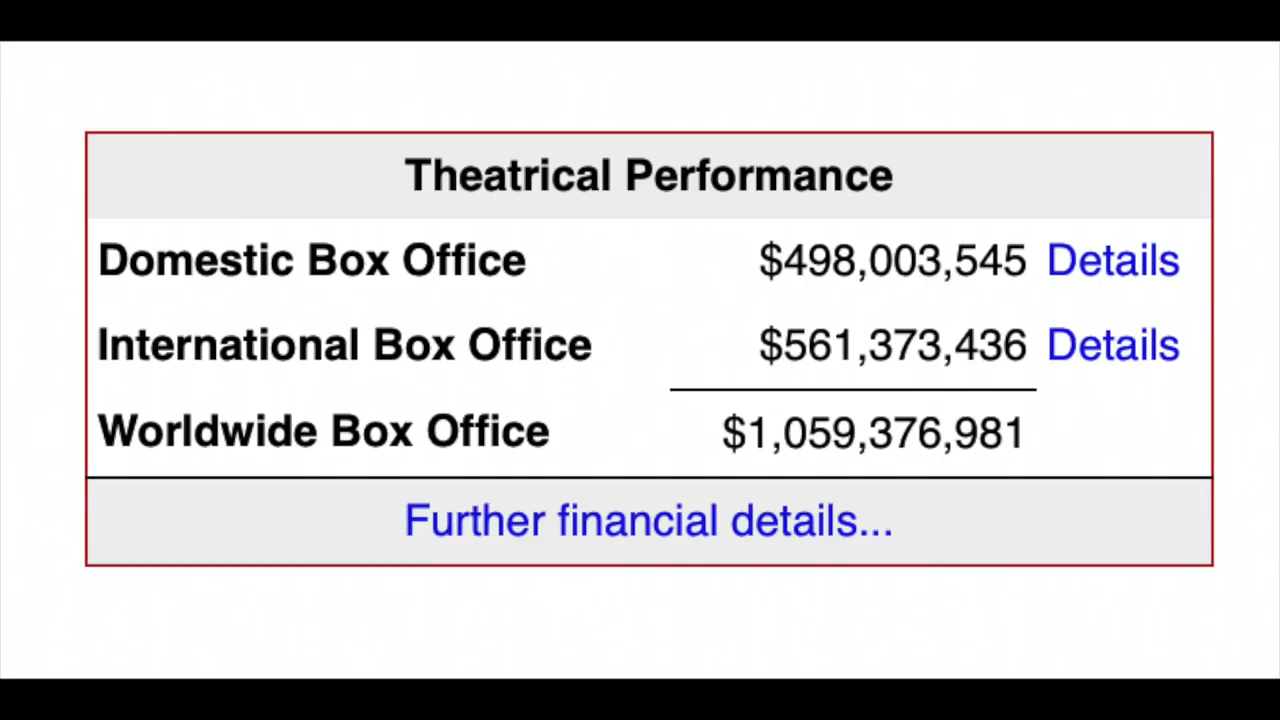 Theatrical Performance
Domestic Box Office $498,003,545 Details
International Box Office $561,373,436 Details
Worldwide Box Office $1,059,376,981
Further financial details...